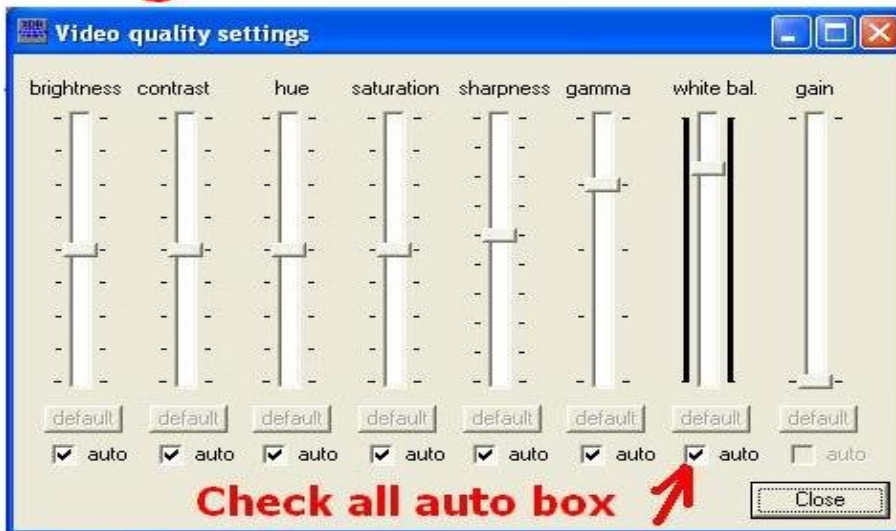 Video quality settings
brightness contrast hue saturation sharpness gamma white bal. gain
default default default default default default default default
auto auto auto auto auto auto auto auto
Check all auto box
Close